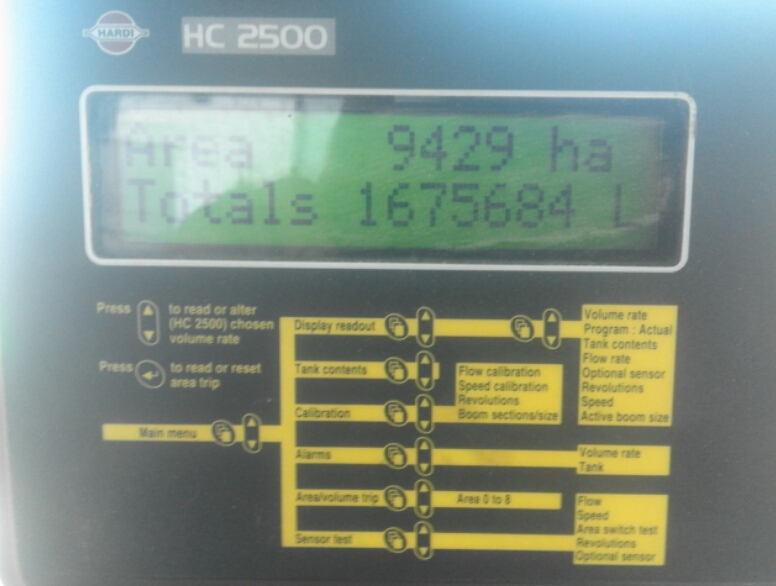 HARDI HC 2500
Area 9429 ha
Totals 1675684 L
Press to read or alter
(HC 2500) chosen
volume rate
Press to read or reset
area trip
Main menu
Display readout
Volume rate
Program : Actual
Tank contents
Flow rate
Optional sensor
Revolutions
Speed
Active boom size
Tank contents
Calibration
Flow calibration
Speed calibration
Revolutions
Boom sections/size
Alarms
Volume rate
Tank
Area/volume trip
Area 0 to 8
Sensor test
Flow
Speed
Area switch test
Revolutions
Optional sensor